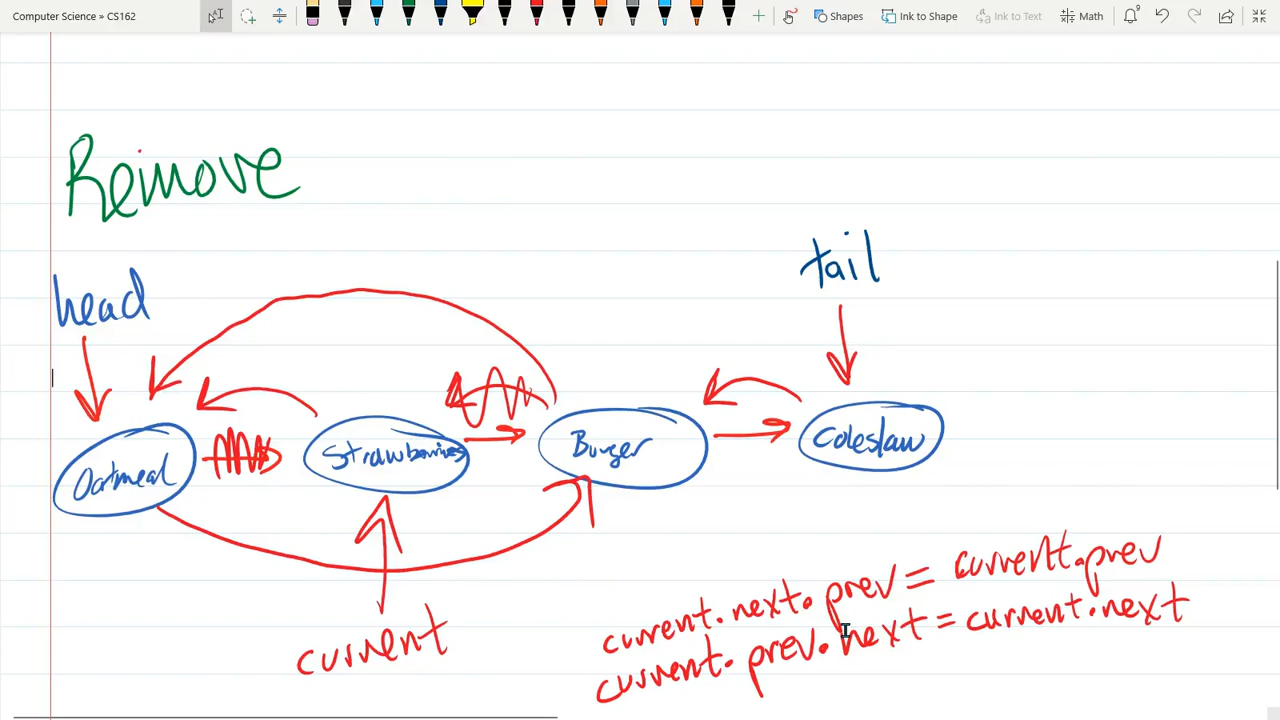 Computer Science » CS162
Shapes
Ink to Shape
Ink to Text
Math
Remove
head
tail
Oatmeal
Strawberries
Burger
Coleslaw
current
current.next.prev = current.prev
current.prev.next = current.next